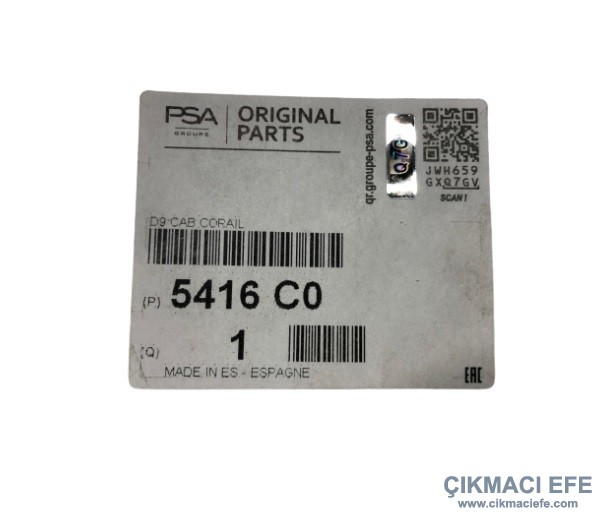 PSA
GROUPE
ORIGINAL
PARTS
qr.groupe-psa.com
Q7G
JWH659
GXQ7GV
SCAN !
D9 CAB CORAIL
(P) 5416 C0
(Q) 1
MADE IN ES - ESPAGNE
EAC
ÇIKMACI EFE
www.cikmaciefe.com